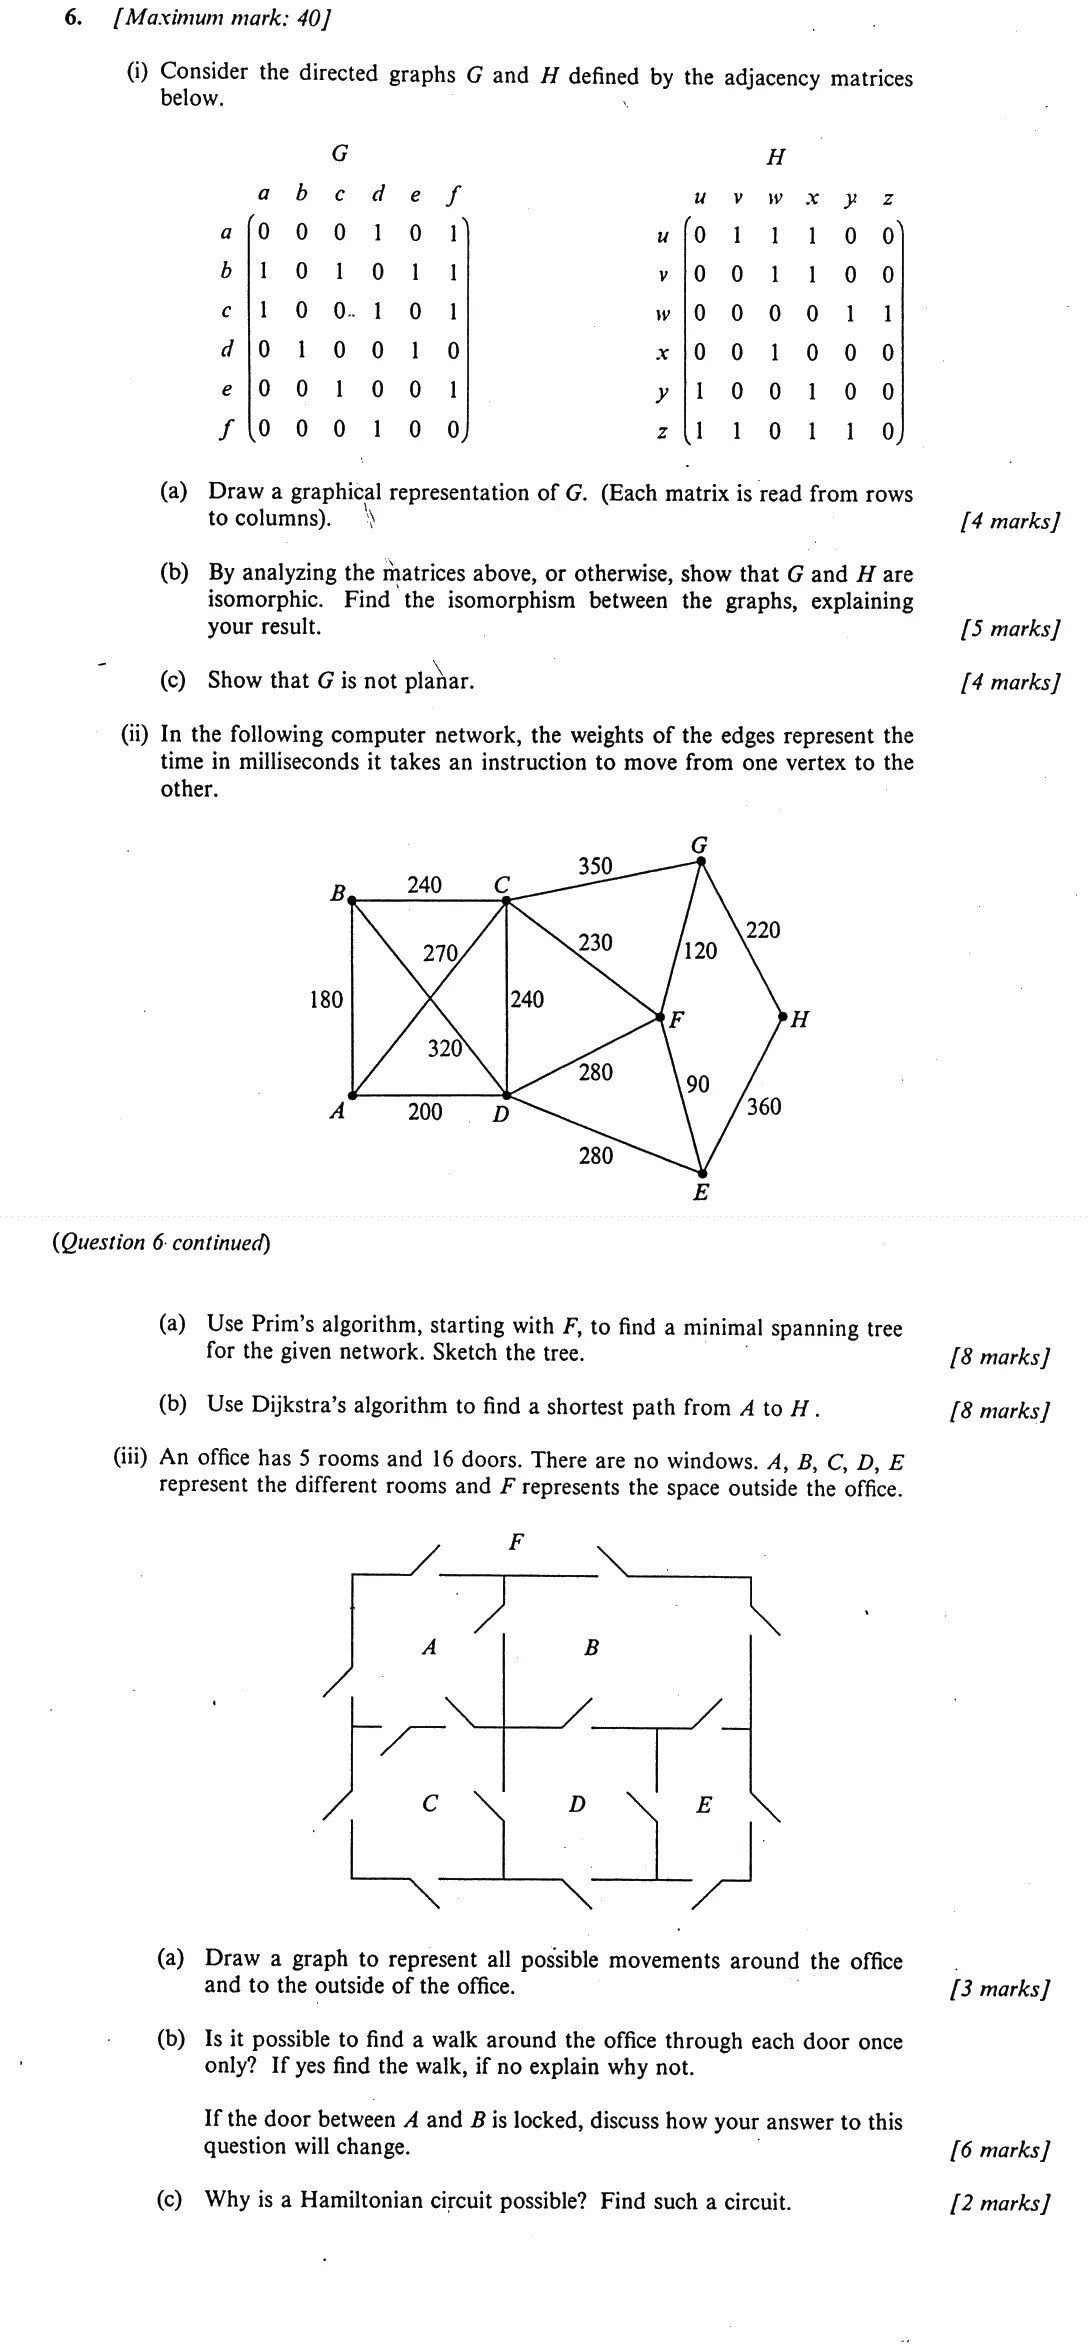 6. [Maximum mark: 40]
(i) Consider the directed graphs G and H defined by the adjacency matrices
below.
G
a b c d e f
a 0 0 0 1 0 1
b 1 0 1 0 1 1
c 1 0 0 1 0 1
d 0 1 0 0 1 0
e 0 0 1 0 0 1
f 0 0 0 1 0 0
H
u v w x y z
u 0 1 1 1 0 0
v 0 0 1 1 0 0
w 0 0 0 0 1 1
x 0 0 1 0 0 0
y 1 0 0 1 0 0
z 1 1 0 1 1 0
(a) Draw a graphical representation of G. (Each matrix is read from rows
to columns). [4 marks]
(b) By analyzing the matrices above, or otherwise, show that G and H are
isomorphic. Find the isomorphism between the graphs, explaining
your result. [5 marks]
(c) Show that G is not planar. [4 marks]
(ii) In the following computer network, the weights of the edges represent the
time in milliseconds it takes an instruction to move from one vertex to the
other.
G
350
B 240 C
220
230
270 120
180 240
F H
320
280
90
360
A 200 D
280
E
(Question 6 continued)
(a) Use Prim's algorithm, starting with F, to find a minimal spanning tree
for the given network. Sketch the tree. [8 marks]
(b) Use Dijkstra's algorithm to find a shortest path from A to H. [8 marks]
(iii) An office has 5 rooms and 16 doors. There are no windows. A, B, C, D, E
represent the different rooms and F represents the space outside the office.
F
A B
C D E
(a) Draw a graph to represent all possible movements around the office
and to the outside of the office. [3 marks]
(b) Is it possible to find a walk around the office through each door once
only? If yes find the walk, if no explain why not.
If the door between A and B is locked, discuss how your answer to this
question will change. [6 marks]
(c) Why is a Hamiltonian circuit possible? Find such a circuit. [2 marks]